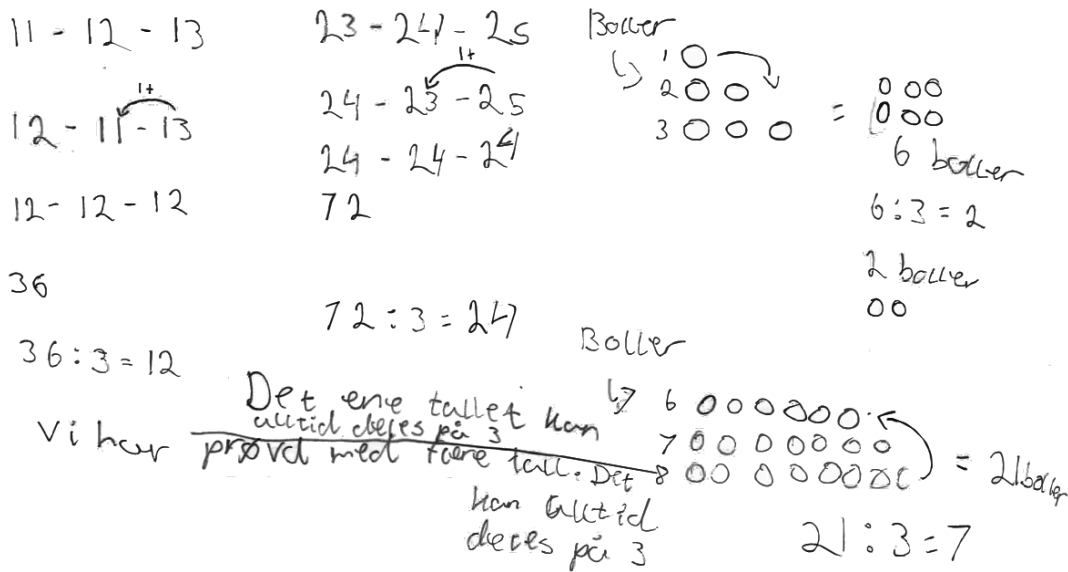 11 - 12 - 13
1+
12 - 11 - 13
12 - 12 - 12
36
36 : 3 = 12
23 - 24 - 25
1+
24 - 23 - 25
24 - 24 - 24
72
72 : 3 = 24
Boller
1
2
3
=
6 boller
6 : 3 = 2
2 boller
Det ene tallet kan
alltid deles på 3
Vi har prøvd med flere tall. Det
kan alltid
deles på 3
Boller
6
7
8
= 21 boller
21 : 3 = 7